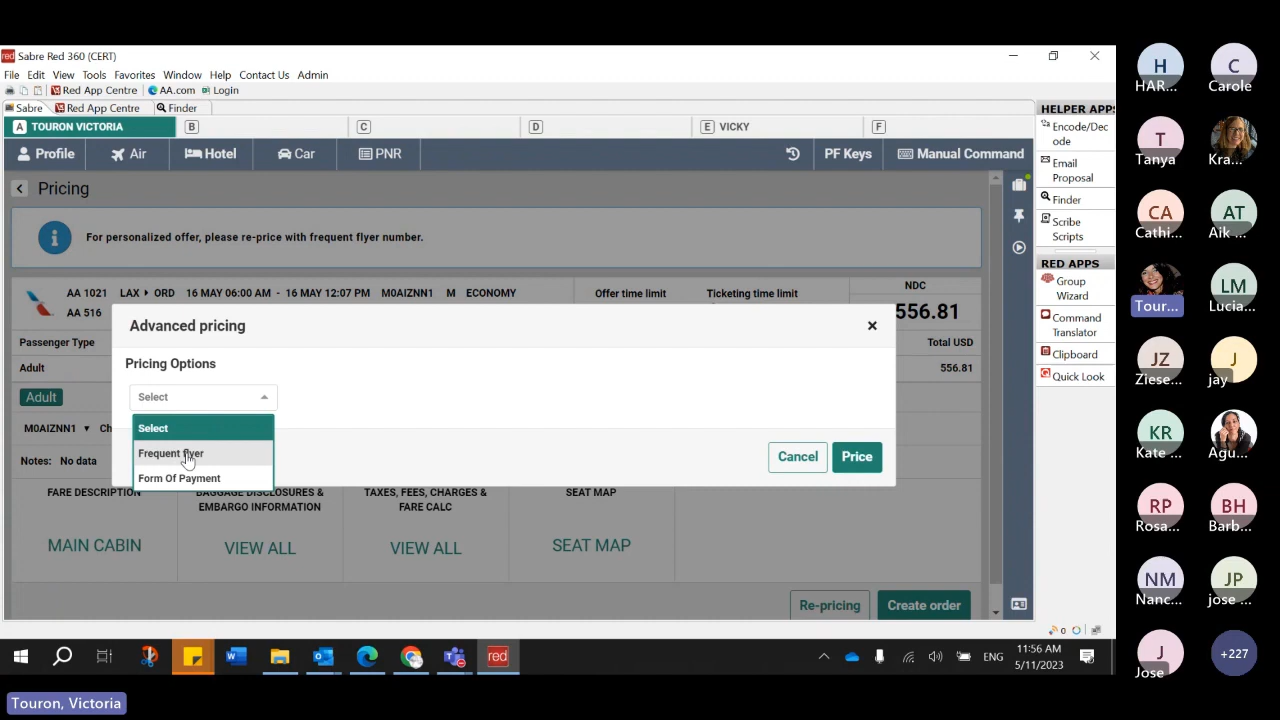 red Sabre Red 360 (CERT)
File Edit View Tools Favorites Window Help Contact Us Admin
Red App Centre AA.com Login
Sabre Red App Centre Finder
A TOURON VICTORIA B C D E VICKY F
Profile Air Hotel Car PNR PF Keys Manual Command
Pricing
For personalized offer, please re-price with frequent flyer number.
AA 1021 LAX ORD 16 MAY 06:00 AM - 16 MAY 12:07 PM M0AIZNN1 M ECONOMY Offer time limit Ticketing time limit NDC
AA 516 556.81
Passenger Type Total USD
Adult 556.81
Adult
M0AIZNN1 Ch
Notes: No data
Advanced pricing
Pricing Options
Select
Select
Frequent flyer
Form Of Payment
Cancel Price
FARE DESCRIPTION BAGGAGE DISCLOSURES & EMBARGO INFORMATION TAXES, FEES, CHARGES & FARE CALC SEAT MAP
MAIN CABIN VIEW ALL VIEW ALL SEAT MAP
Re-pricing Create order
HELPER APPS
Encode/Dec
ode
Email
Proposal
Finder
Scribe
Scripts
RED APPS
Group
Wizard
Command
Translator
Clipboard
Quick Look
0
red
ENG
11:56 AM
5/11/2023
H C
HAR... Carole
T
Tanya Kra...
CA AT
Cathi... Aik ...
LM
Tour... Lucia...
JZ J
Ziese... jay
KR
Kate ... Agu...
RP BH
Rosa... Barb...
NM JP
Nanc... jose ...
J +227
Jose
Touron, Victoria